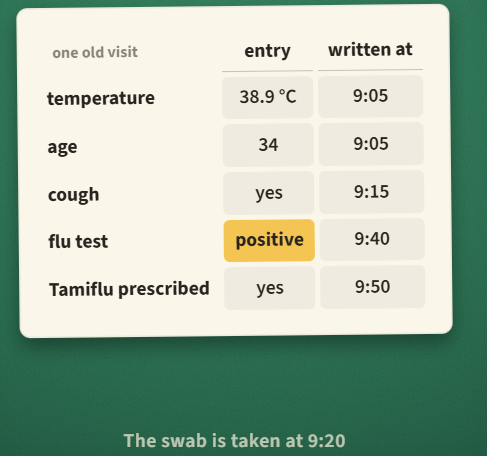 one old visit entry written at
temperature 38.9 °C 9:05
age 34 9:05
cough yes 9:15
flu test positive 9:40
Tamiflu prescribed yes 9:50
The swab is taken at 9:20